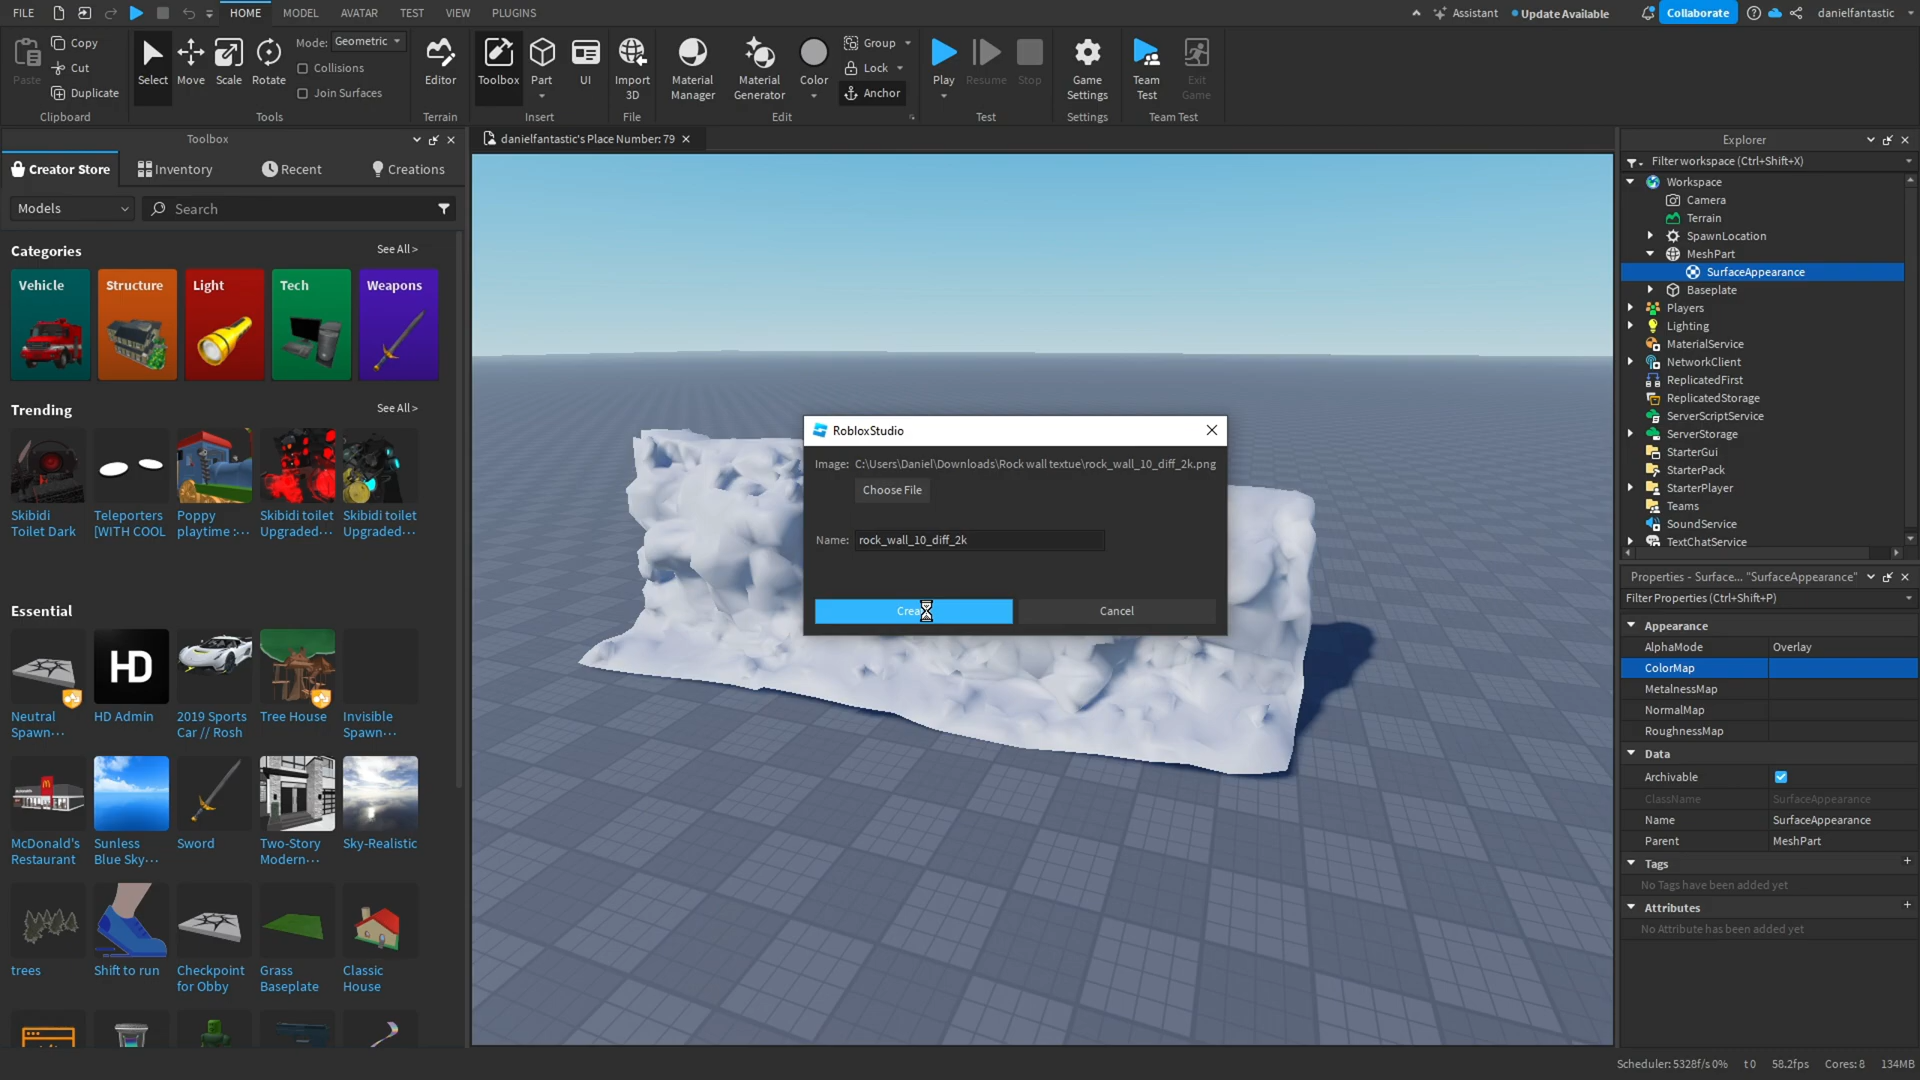 FILE HOME MODEL AVATAR TEST VIEW PLUGINS Assistant Update Available Collaborate danielfantastic
Paste Copy Cut Duplicate
Clipboard
Select Move Scale Rotate
Mode: Geometric
Collisions
Join Surfaces
Tools
Editor
Terrain
Toolbox Part UI
Insert
Import 3D
File
Material Manager
Material Generator
Color
Group
Lock
Anchor
Edit
Play Resume Stop
Test
Game Settings
Settings
Team Test
Exit Game
Team Test
Toolbox
Creator Store Inventory Recent Creations
Models Search
Categories See All >
Vehicle Structure Light Tech Weapons
Trending See All >
Skibidi Toilet Dark
Teleporters [WITH COOL
Poppy playtime :···
Skibidi toilet Upgraded···
Skibidi toilet Upgraded···
Essential
HD
Neutral Spawn···
HD Admin
2019 Sports Car // Rosh
Tree House
Invisible Spawn···
McDonald's Restaurant
Sunless Blue Sky···
Sword
Two-Story Modern···
Sky-Realistic
trees
Shift to run
Checkpoint for Obby
Grass Baseplate
Classic House
danielfantastic's Place Number: 79
RobloxStudio
Image: C:\Users\Daniel\Downloads\Rock wall textue\rock_wall_10_diff_2k.png
Choose File
Name: rock_wall_10_diff_2k
Crea
Cancel
Explorer
Filter workspace (Ctrl+Shift+X)
Workspace
Camera
Terrain
SpawnLocation
MeshPart
SurfaceAppearance
Baseplate
Players
Lighting
MaterialService
NetworkClient
ReplicatedFirst
ReplicatedStorage
ServerScriptService
ServerStorage
StarterGui
StarterPack
StarterPlayer
Teams
SoundService
TextChatService
Properties - Surface... "SurfaceAppearance"
Filter Properties (Ctrl+Shift+P)
Appearance
AlphaMode Overlay
ColorMap
MetalnessMap
NormalMap
RoughnessMap
Data
Archivable
ClassName SurfaceAppearance
Name SurfaceAppearance
Parent MeshPart
Tags +
No Tags have been added yet
Attributes +
No Attribute has been added yet
Scheduler: 5328f/s 0% t 0 58.2fps Cores: 8 134MB